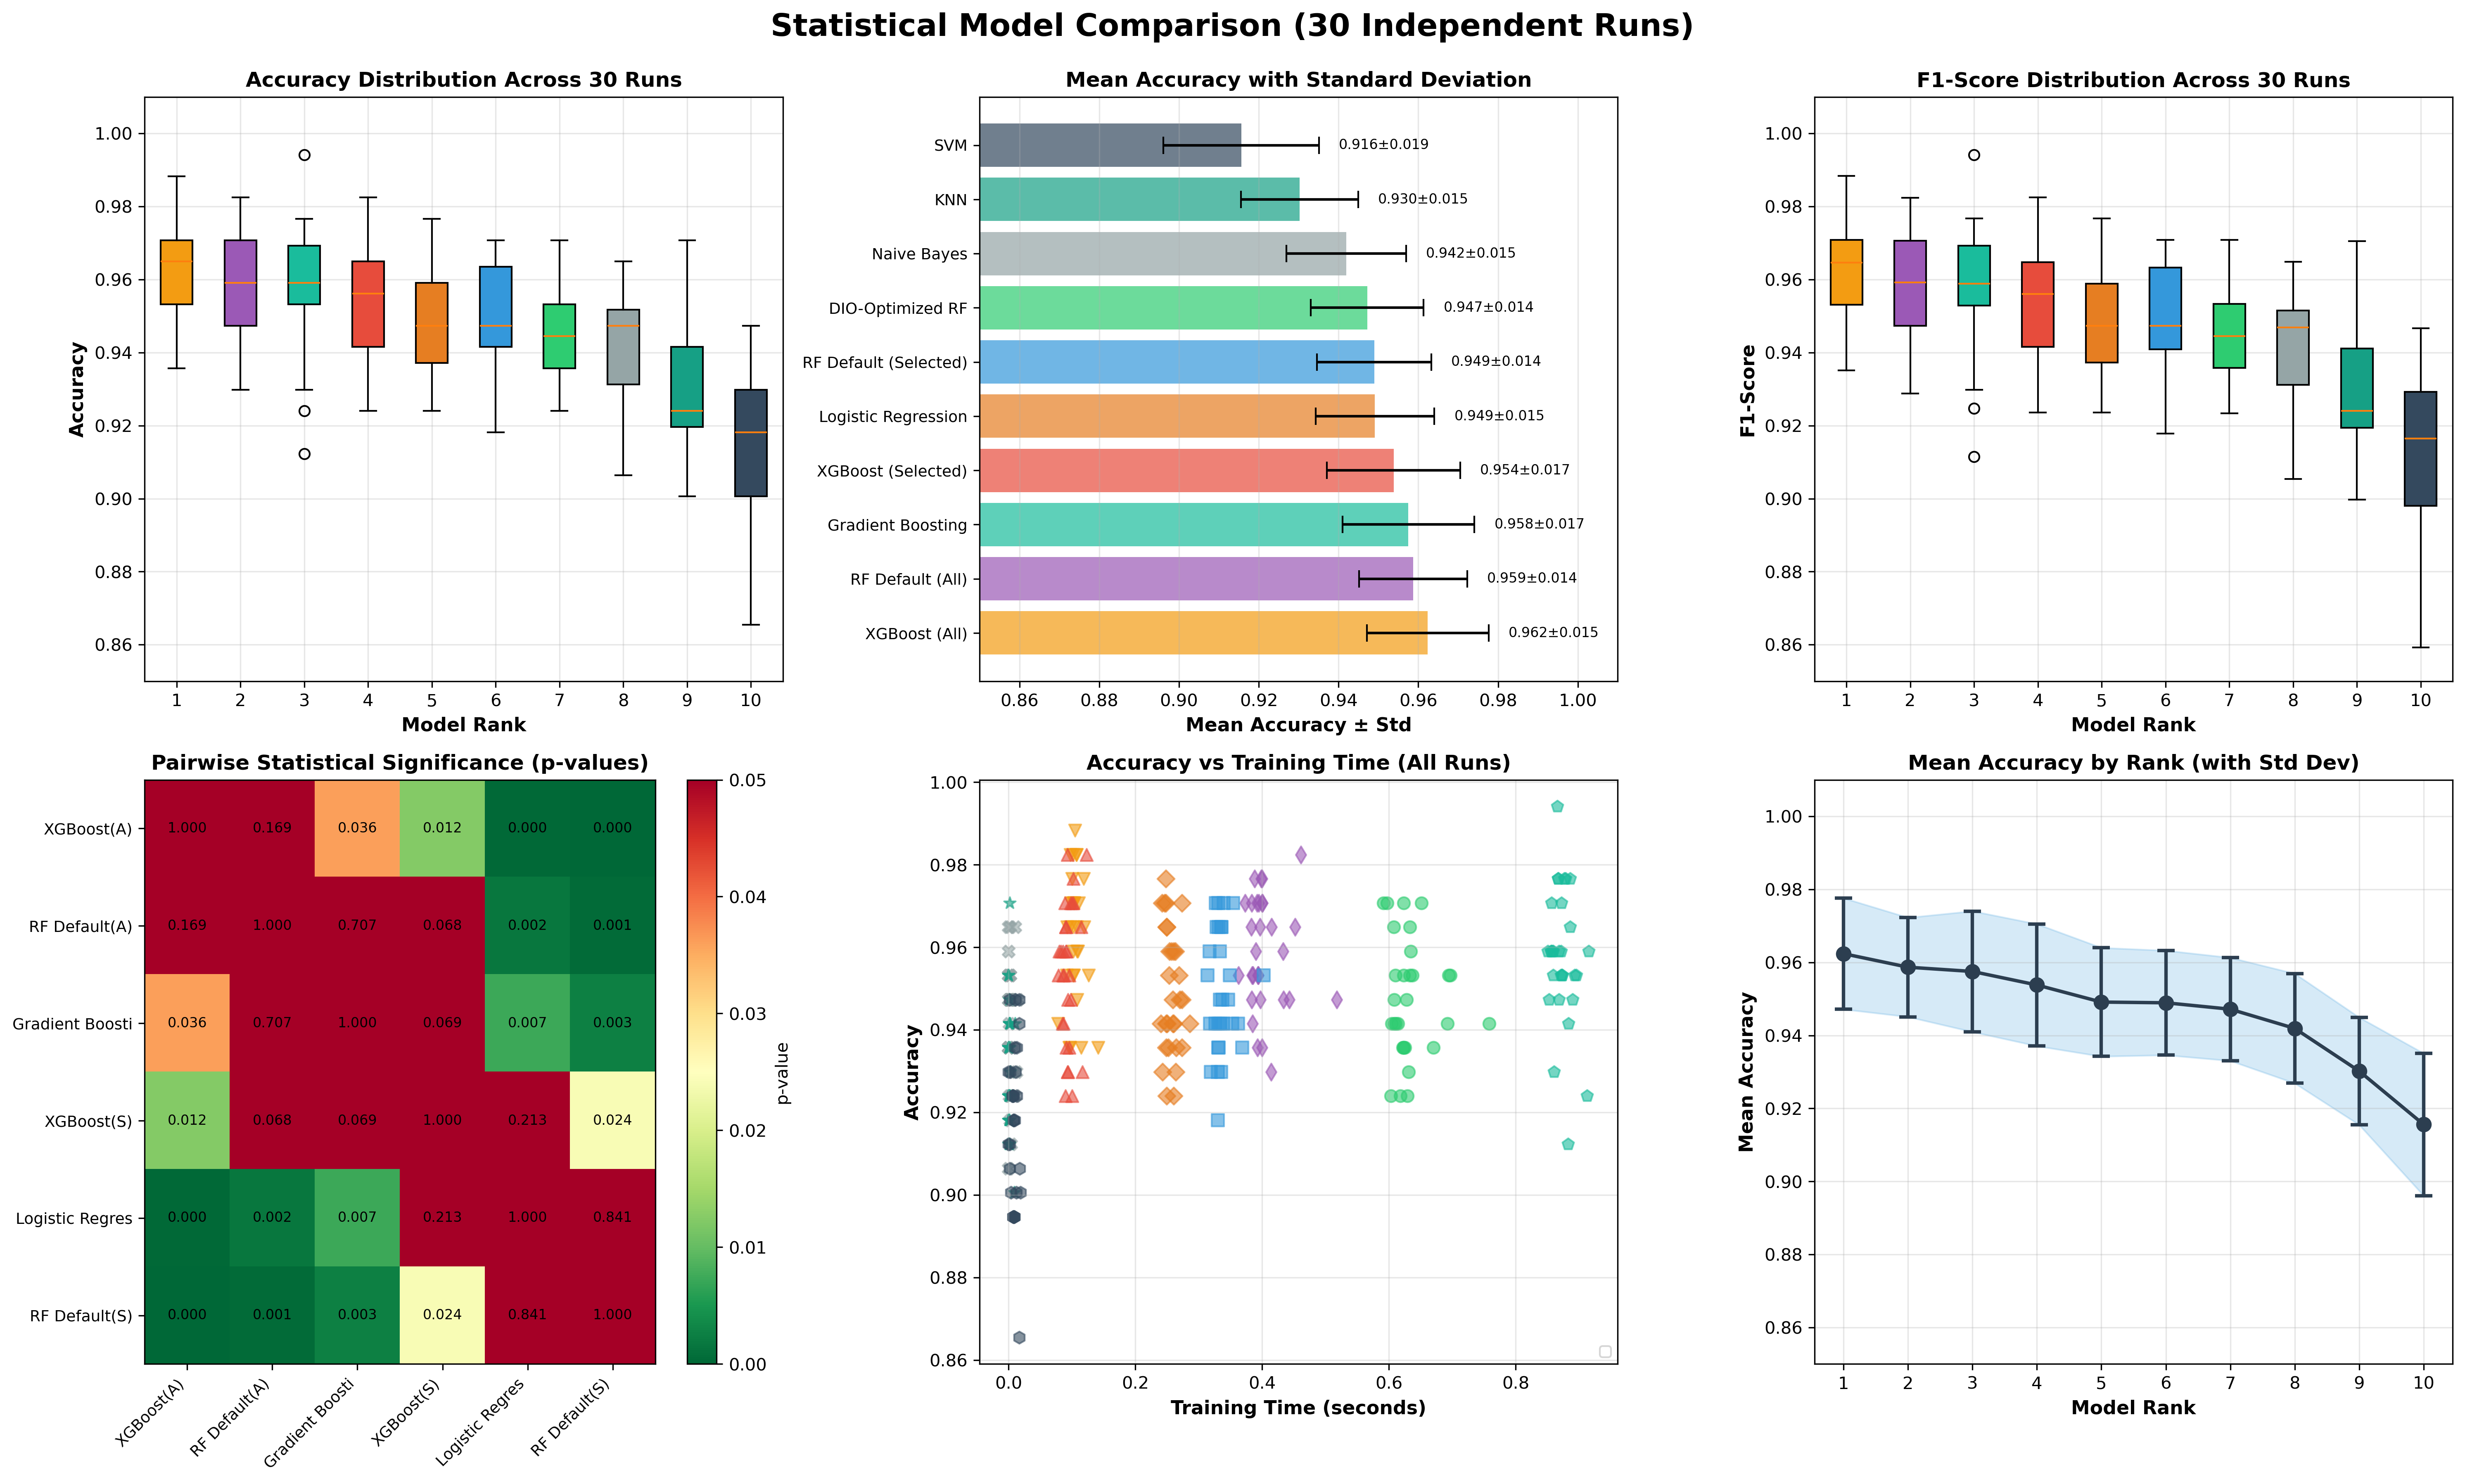 Statistical Model Comparison (30 Independent Runs)
Accuracy Distribution Across 30 Runs
1.00
0.98
0.96
0.94
0.92
0.90
0.88
0.86
Accuracy
1 2 3 4 5 6 7 8 9 10
Model Rank
Mean Accuracy with Standard Deviation
SVM 0.916±0.019
KNN 0.930±0.015
Naive Bayes 0.942±0.015
DIO-Optimized RF 0.947±0.014
RF Default (Selected) 0.949±0.014
Logistic Regression 0.949±0.015
XGBoost (Selected) 0.954±0.017
Gradient Boosting 0.958±0.017
RF Default (All) 0.959±0.014
XGBoost (All) 0.962±0.015
0.86 0.88 0.90 0.92 0.94 0.96 0.98 1.00
Mean Accuracy ± Std
F1-Score Distribution Across 30 Runs
1.00
0.98
0.96
0.94
0.92
0.90
0.88
0.86
F1-Score
1 2 3 4 5 6 7 8 9 10
Model Rank
Pairwise Statistical Significance (p-values)
XGBoost(A) 1.000 0.169 0.036 0.012 0.000 0.000
RF Default(A) 0.169 1.000 0.707 0.068 0.002 0.001
Gradient Boosti 0.036 0.707 1.000 0.069 0.007 0.003
XGBoost(S) 0.012 0.068 0.069 1.000 0.213 0.024
Logistic Regres 0.000 0.002 0.007 0.213 1.000 0.841
RF Default(S) 0.000 0.001 0.003 0.024 0.841 1.000
XGBoost(A) RF Default(A) Gradient Boosti XGBoost(S) Logistic Regres RF Default(S)
0.05
0.04
0.03
0.02
0.01
0.00
p-value
Accuracy vs Training Time (All Runs)
1.00
0.98
0.96
0.94
0.92
0.90
0.88
0.86
Accuracy
0.0 0.2 0.4 0.6 0.8
Training Time (seconds)
Mean Accuracy by Rank (with Std Dev)
1.00
0.98
0.96
0.94
0.92
0.90
0.88
0.86
Mean Accuracy
1 2 3 4 5 6 7 8 9 10
Model Rank